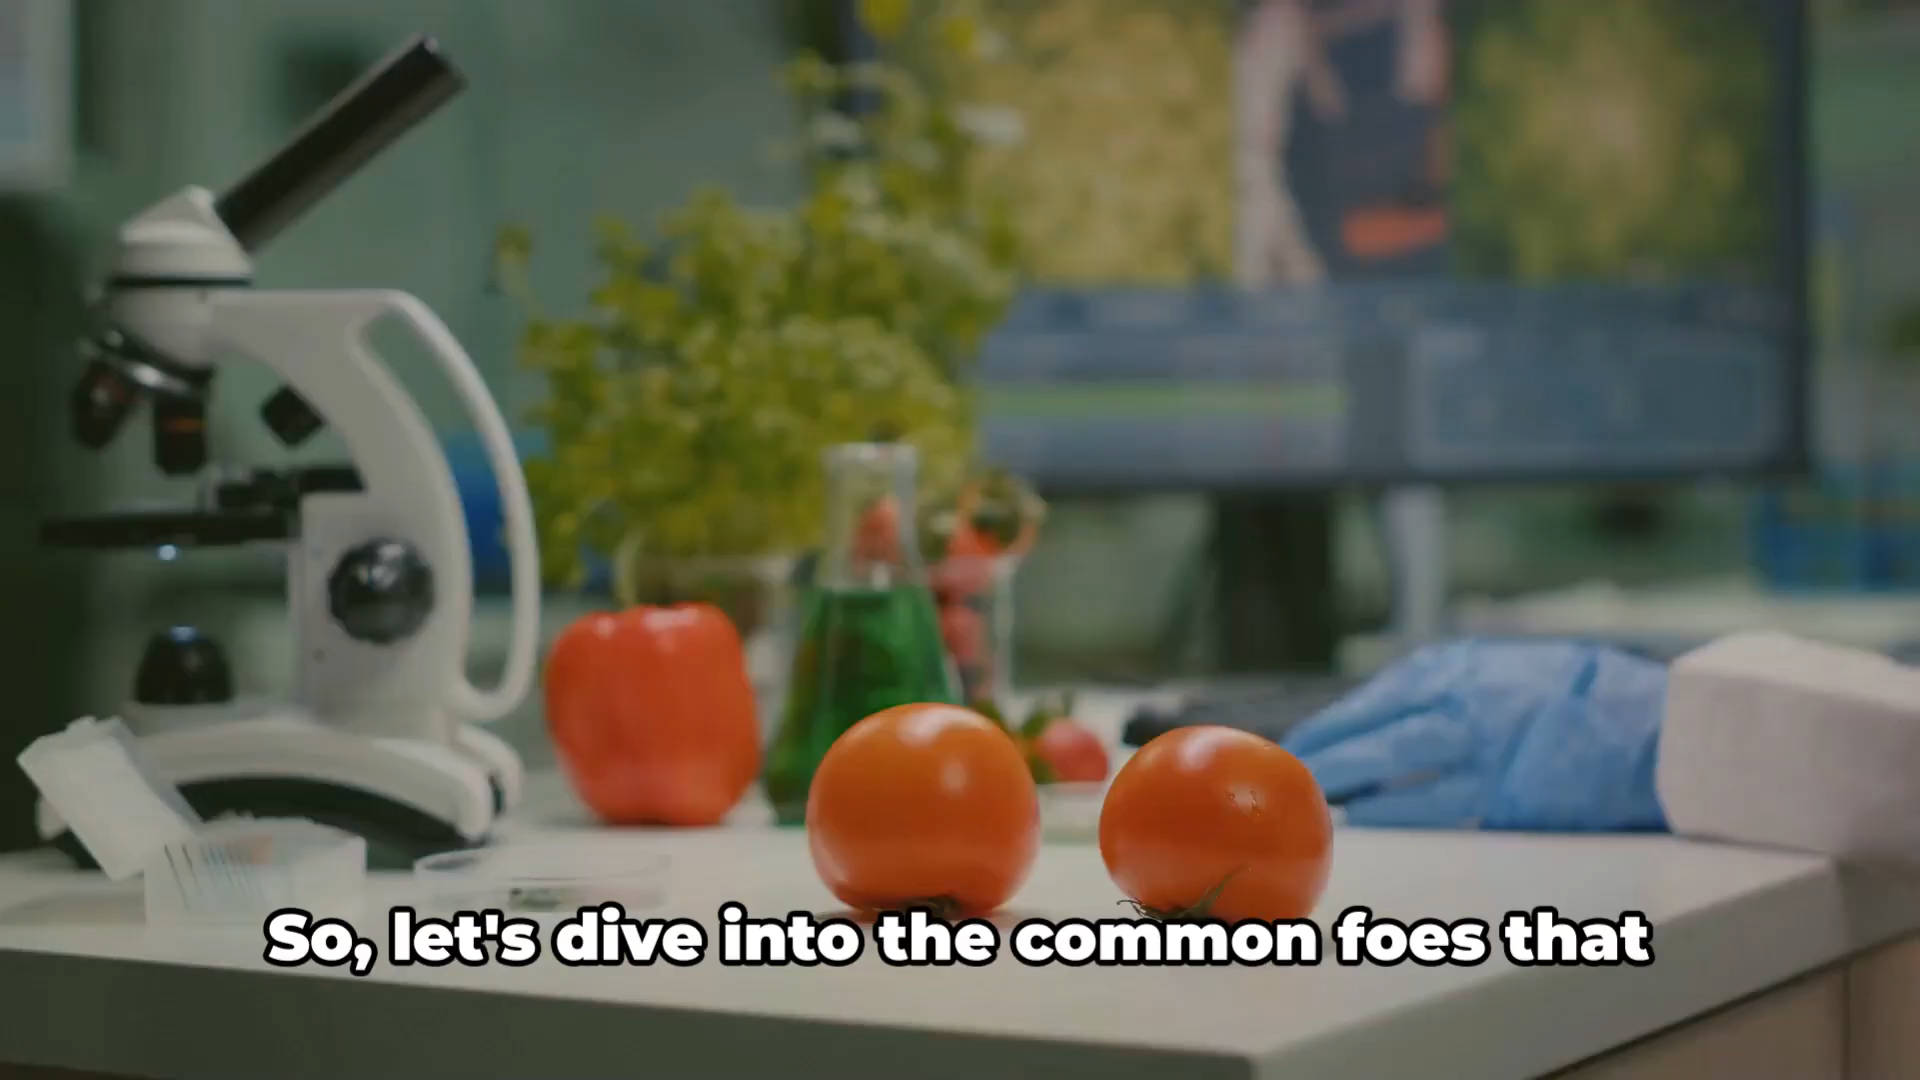 So, let's dive into the common foes that